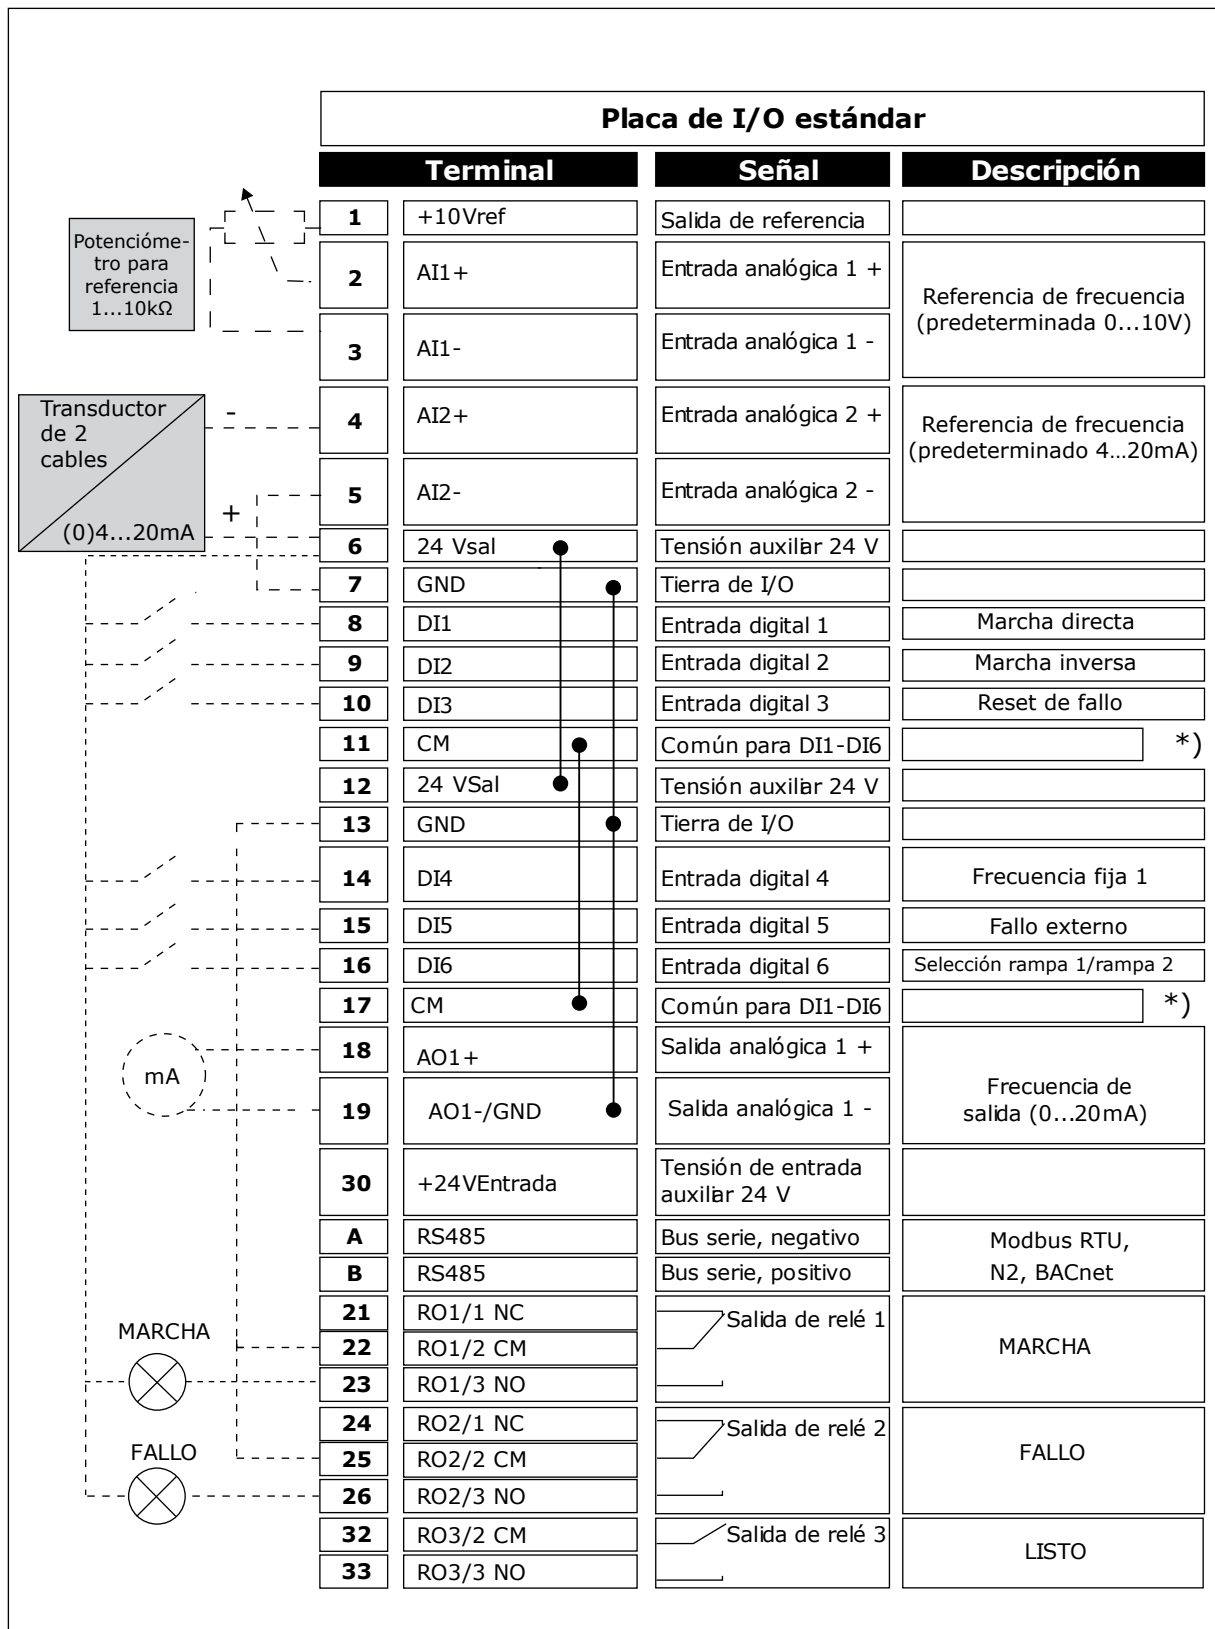 Placa de I/O estándar
Terminal Señal Descripción
Potencióme-
tro para
referencia
1...10kΩ
1 +10Vref Salida de referencia
2 AI1+ Entrada analógica 1 +
3 AI1- Entrada analógica 1 -
Referencia de frecuencia
(predeterminada 0...10V)
Transductor
de 2
cables
(0)4...20mA
-
+
4 AI2+ Entrada analógica 2 +
5 AI2- Entrada analógica 2 -
Referencia de frecuencia
(predeterminado 4...20mA)
6 24 Vsal Tensión auxiliar 24 V
7 GND Tierra de I/O
8 DI1 Entrada digital 1 Marcha directa
9 DI2 Entrada digital 2 Marcha inversa
10 DI3 Entrada digital 3 Reset de fallo
11 CM Común para DI1-DI6 *)
12 24 VSal Tensión auxiliar 24 V
13 GND Tierra de I/O
14 DI4 Entrada digital 4 Frecuencia fija 1
15 DI5 Entrada digital 5 Fallo externo
16 DI6 Entrada digital 6 Selección rampa 1/rampa 2
17 CM Común para DI1-DI6 *)
mA
18 AO1+ Salida analógica 1 +
19 AO1-/GND Salida analógica 1 -
Frecuencia de
salida (0...20mA)
30 +24VEntrada Tensión de entrada
auxiliar 24 V
A RS485 Bus serie, negativo
B RS485 Bus serie, positivo
Modbus RTU,
N2, BACnet
MARCHA
21 RO1/1 NC
22 RO1/2 CM
23 RO1/3 NO
Salida de relé 1
MARCHA
FALLO
24 RO2/1 NC
25 RO2/2 CM
26 RO2/3 NO
Salida de relé 2
FALLO
32 RO3/2 CM
33 RO3/3 NO
Salida de relé 3
LISTO